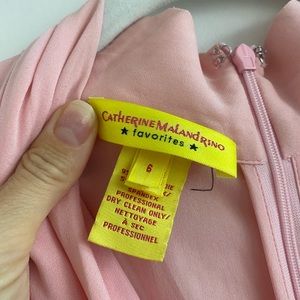 CATHERINE MALANDRINO
★ favorites ★
6
SPANDEX
PROFESSIONAL
DRY CLEAN ONLY/
NETTOYAGE
A SEC
PROFESSIONNEL